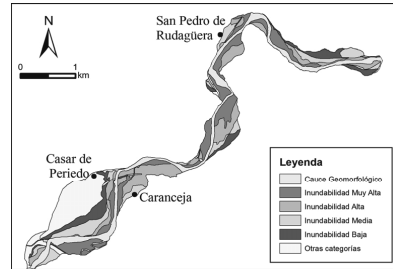 N
San Pedro de
Rudagüera
0 1
km
Casar de
Periedo
Caranceja
Leyenda
Cauce Geomorfológico
Inundabilidad Muy Alta
Inundabilidad Alta
Inundabilidad Media
Inundabilidad Baja
Otras categorías